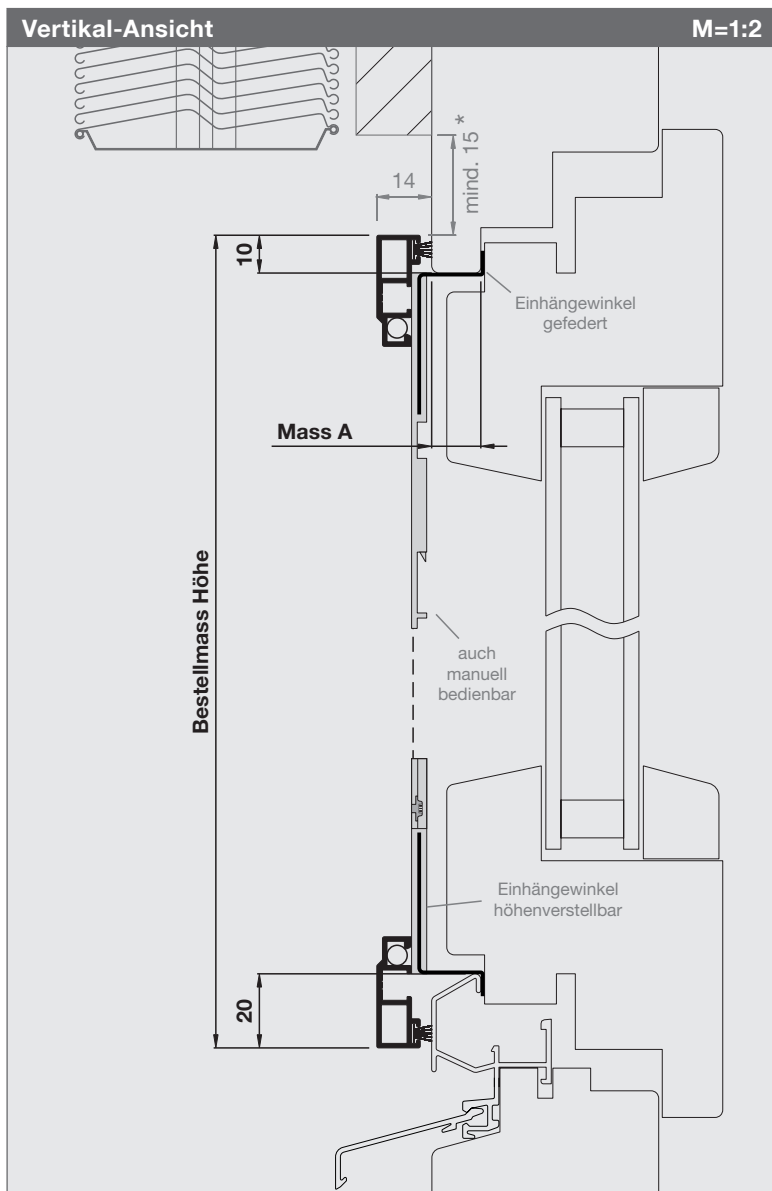 Vertikal-Ansicht
M=1:2
mind. 15 *
14
10
Einhängewinkel
gefedert
Mass A
Bestellmass Höhe
auch
manuell
bedienbar
Einhängewinkel
höhenverstellbar
20